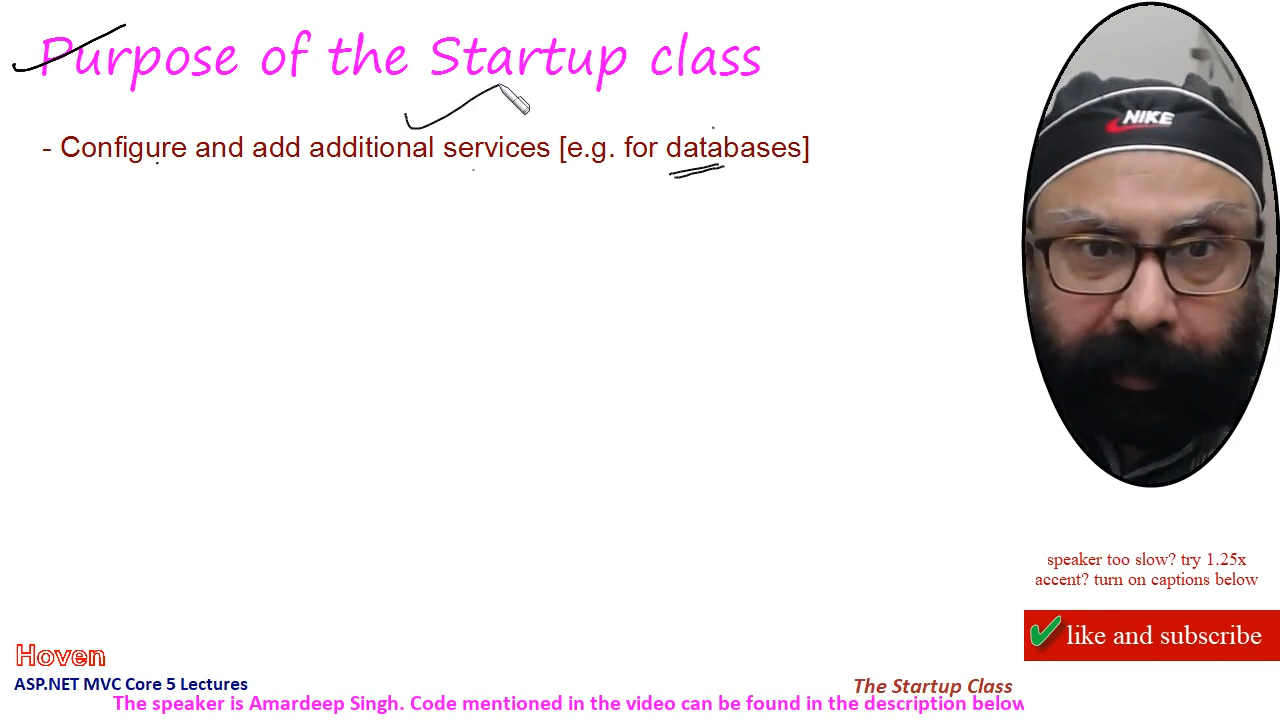 Purpose of the Startup class
- Configure and add additional services [e.g. for databases]
NIKE
speaker too slow? try 1.25x
accent? turn on captions below
like and subscribe
Hoven
ASP.NET MVC Core 5 Lectures
The Startup Class
The speaker is Amardeep Singh. Code mentioned in the video can be found in the description below